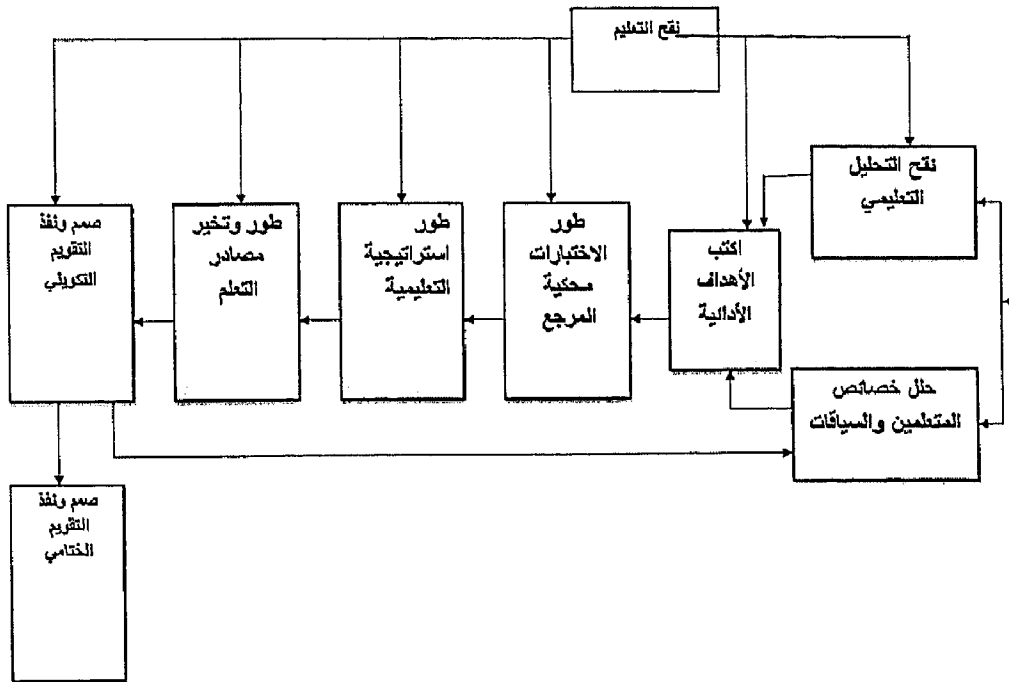 نقح التعليم
نقح التحليل
التعليمي
اكتب
الأهداف
الأدائية
حلل خصائص
المتعلمين والسياقات
طور
الاختبارات
محكية
المرجع
طور
استراتيجية
التعليمية
طور وتخير
مصادر
التعلم
صمم ونفذ
التقويم
التكويني
صمم ونفذ
التقويم
الختامي